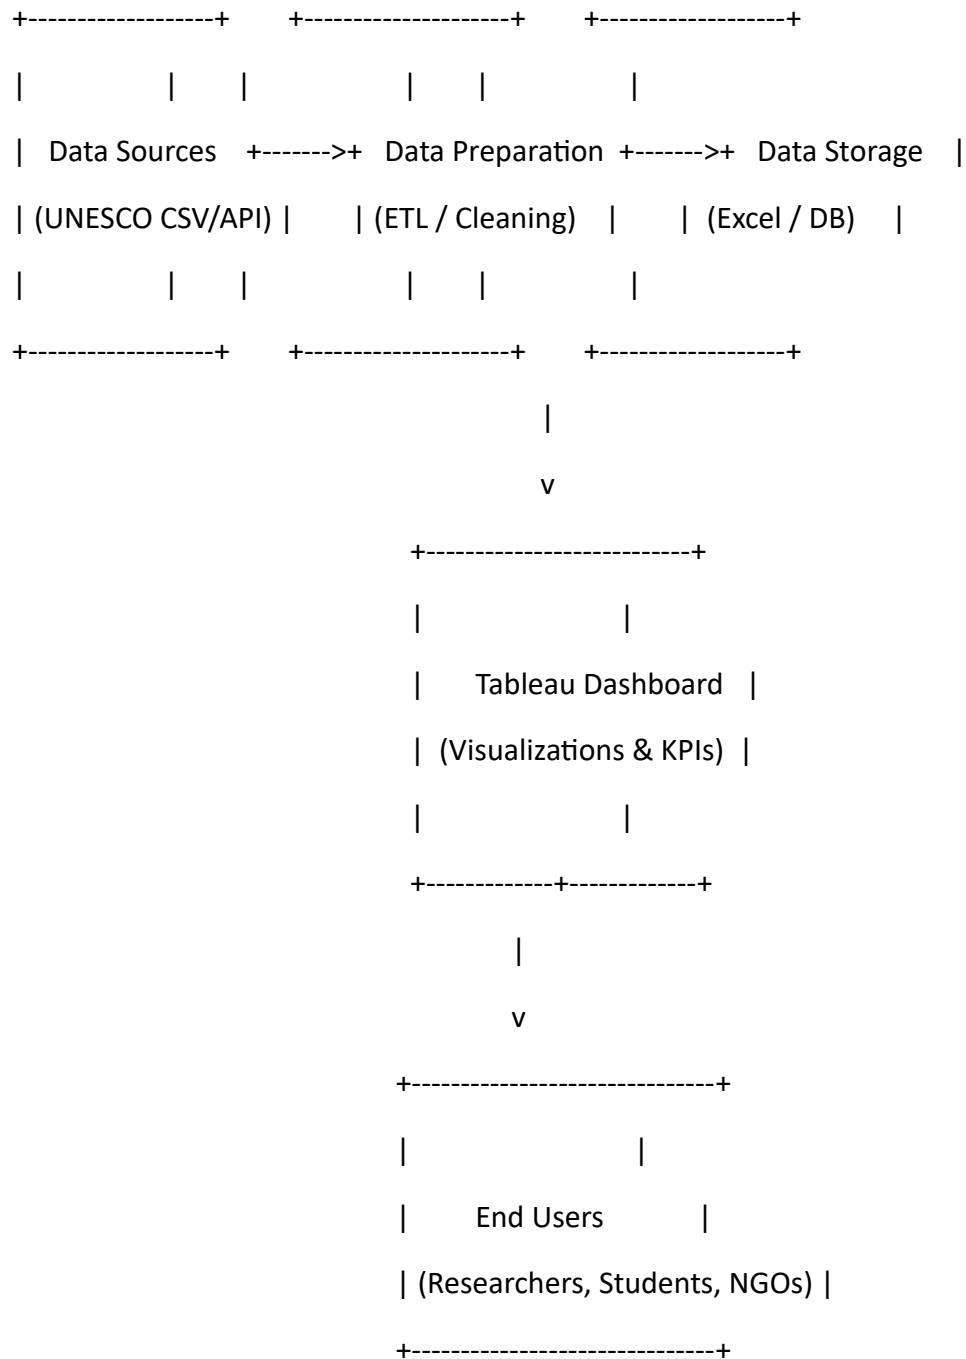 +-------------------+ +---------------------+ +-------------------+
| | | | | |
| Data Sources +------->+ Data Preparation +------->+ Data Storage |
| (UNESCO CSV/API) | | (ETL / Cleaning) | | (Excel / DB) |
| | | | | |
+-------------------+ +---------------------+ +-------------------+
|
v
+---------------------------+
| |
| Tableau Dashboard |
| (Visualizations & KPIs) |
| |
+-------------+-------------+
|
v
+-------------------------------+
| |
| End Users |
| (Researchers, Students, NGOs) |
+-------------------------------+